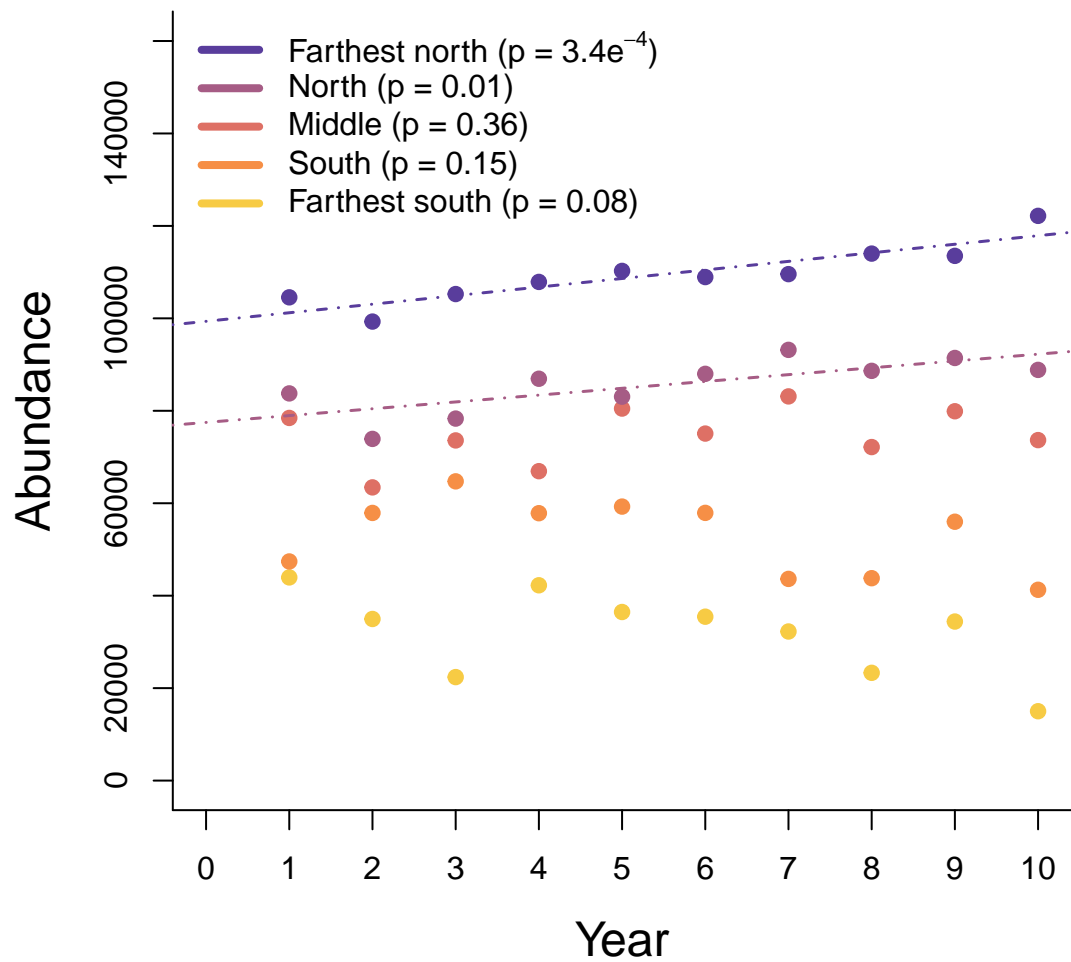 Farthest north (p = 3.4e⁻⁴)
North (p = 0.01)
Middle (p = 0.36)
South (p = 0.15)
Farthest south (p = 0.08)
Abundance
140000
100000
60000
20000
0
0 1 2 3 4 5 6 7 8 9 10
Year